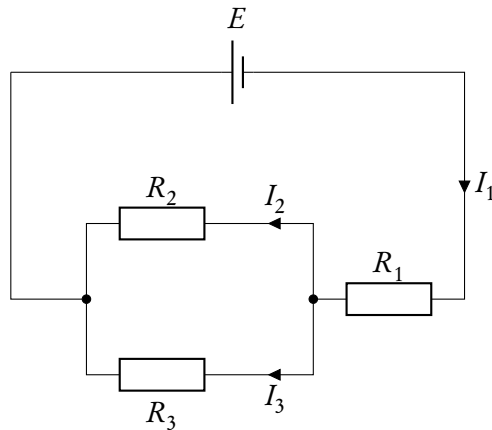 E
I₁
R₂
I₂
R₁
R₃
I₃